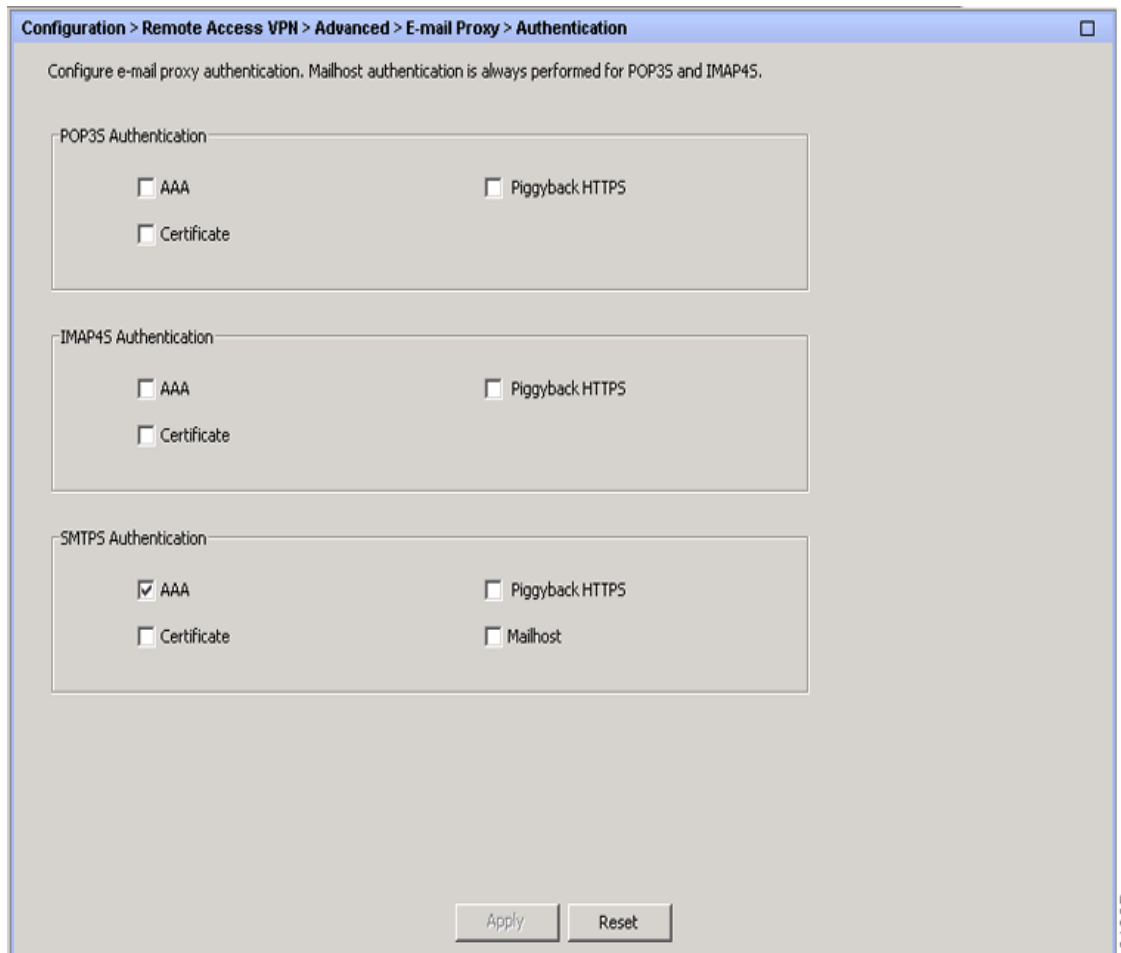 Configuration > Remote Access VPN > Advanced > E-mail Proxy > Authentication
Configure e-mail proxy authentication. Mailhost authentication is always performed for POP3S and IMAP4S.
POP3S Authentication
AAA
Piggyback HTTPS
Certificate
IMAP4S Authentication
AAA
Piggyback HTTPS
Certificate
SMTPS Authentication
AAA
Piggyback HTTPS
Certificate
Mailhost
Apply
Reset